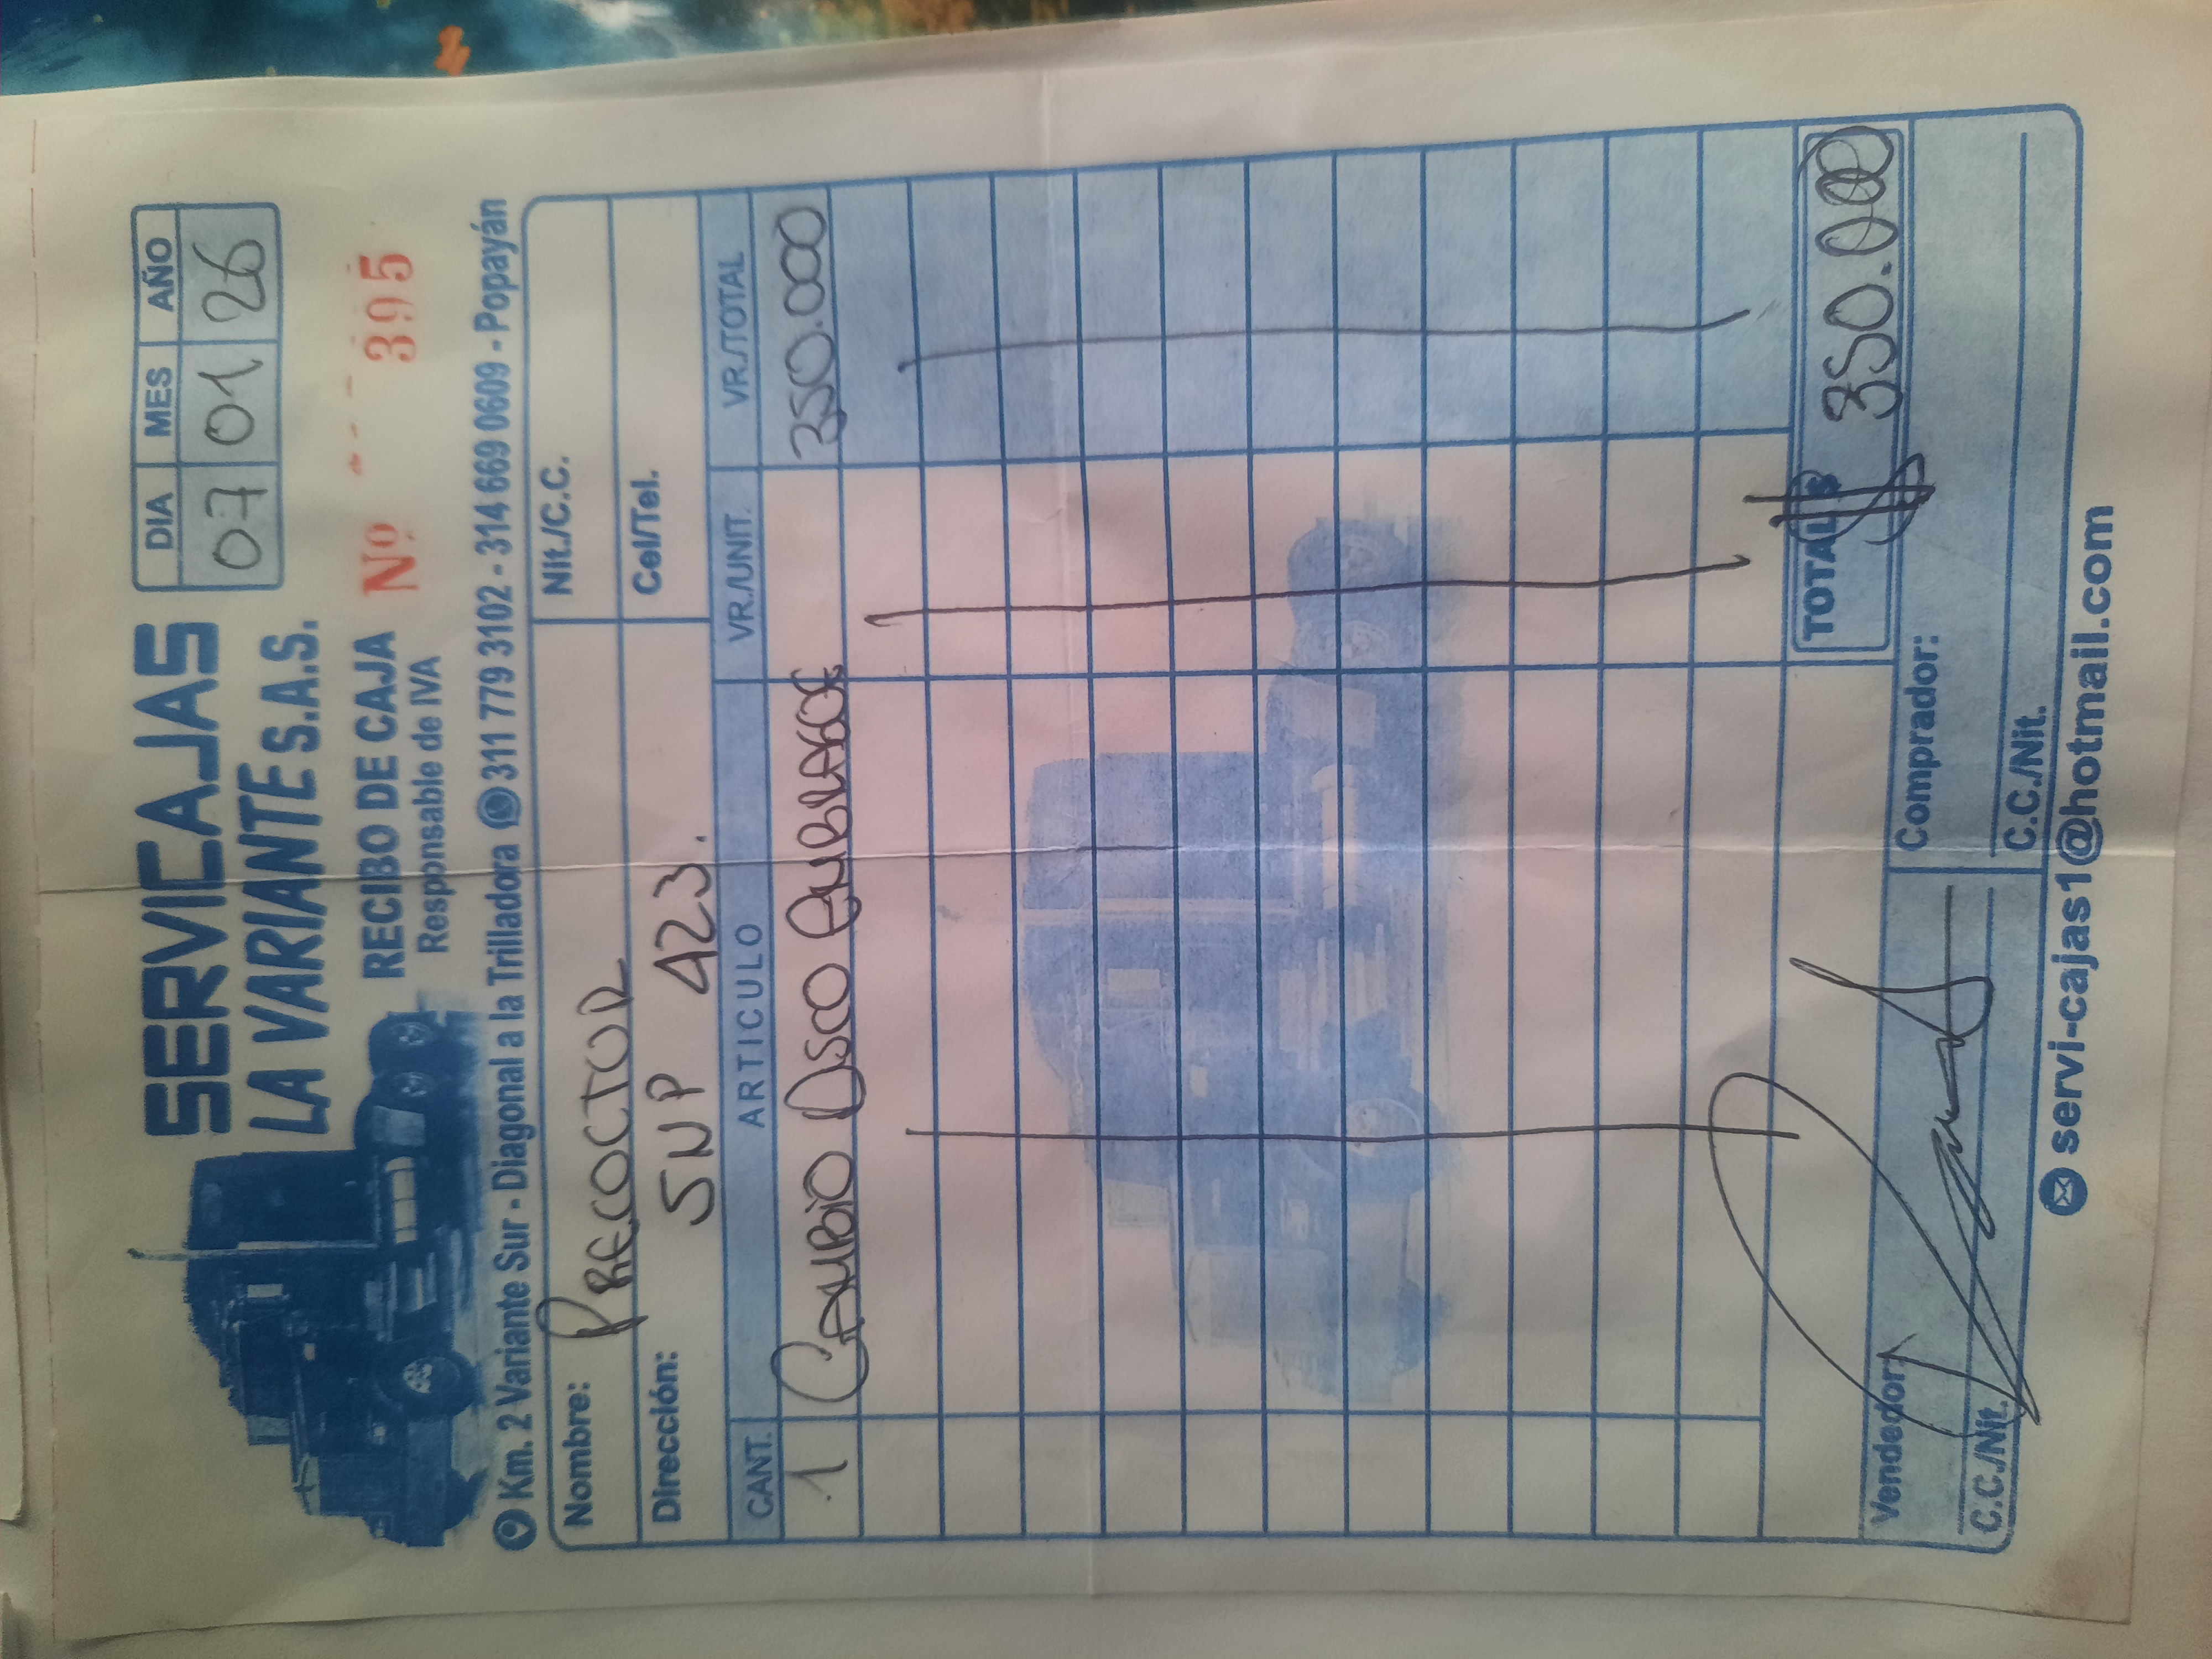 SERVICAJAS
LA VARIANTE S.A.S.
DIA MES AÑO
07 01 26
RECIBO DE CAJA
Responsable de IVA
Nº 395
Km. 2 Variante Sur - Diagonal a la Trilladora 311 779 3102 - 314 669 0609 - Popayán
Nombre: PRECOCTOR Nit./C.C.
Dirección: SNP 423. Cel/Tel.
CANT. ARTICULO VR./UNIT. VR./TOTAL
1 CAMBIO DISCO EMBRAGUE 350.000
TOTAL $ $ 350.000
Vendedor: Comprador:
C.C./Nit. C.C./Nit.
servi-cajas1@hotmail.com